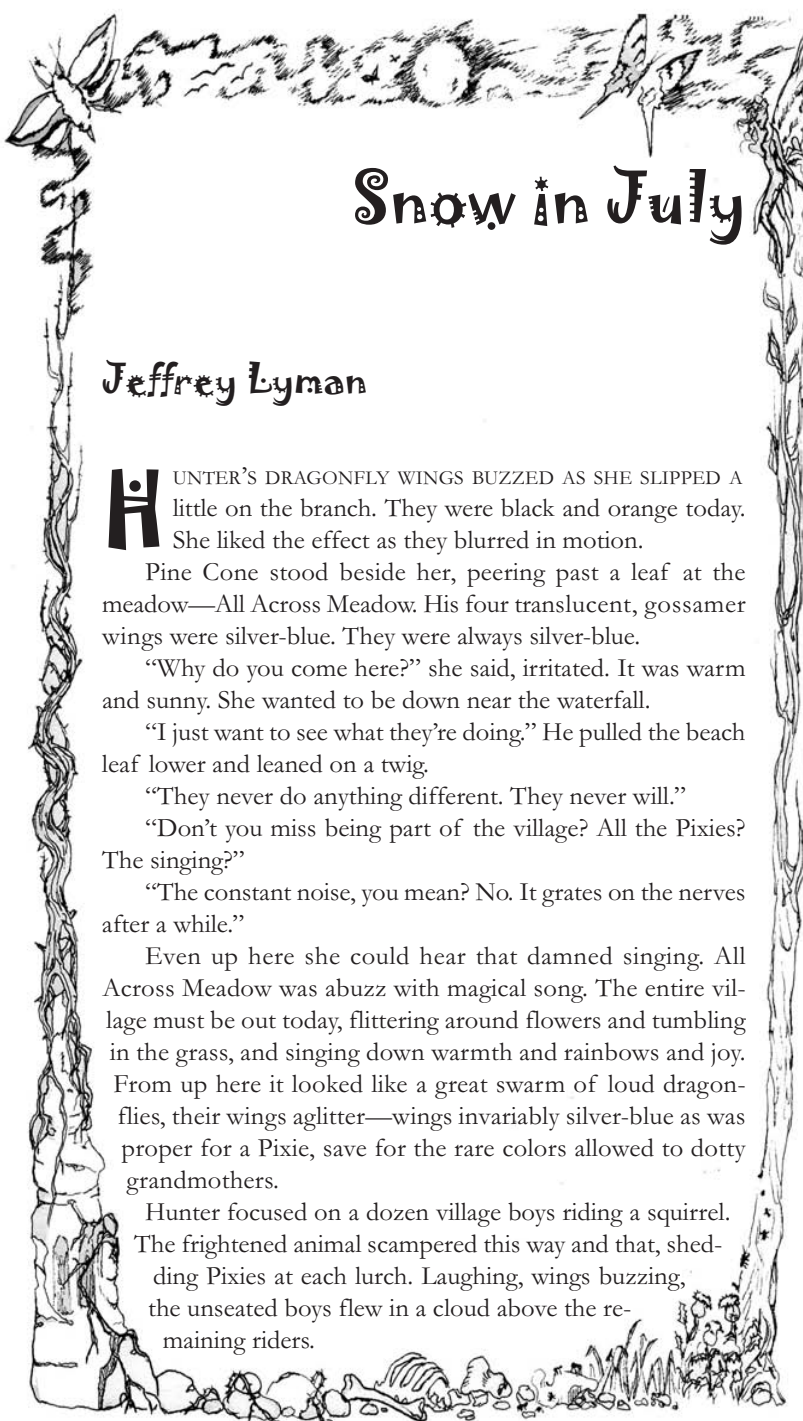 Snow in July
Jeffrey Lyman
HUNTER’S DRAGONFLY WINGS BUZZED AS SHE SLIPPED A
little on the branch. They were black and orange today.
She liked the effect as they blurred in motion.
Pine Cone stood beside her, peering past a leaf at the
meadow—All Across Meadow. His four translucent, gossamer
wings were silver-blue. They were always silver-blue.
“Why do you come here?” she said, irritated. It was warm
and sunny. She wanted to be down near the waterfall.
“I just want to see what they’re doing.” He pulled the beach
leaf lower and leaned on a twig.
“They never do anything different. They never will.”
“Don’t you miss being part of the village? All the Pixies?
The singing?”
“The constant noise, you mean? No. It grates on the nerves
after a while.”
Even up here she could hear that damned singing. All
Across Meadow was abuzz with magical song. The entire vil-
lage must be out today, flittering around flowers and tumbling
in the grass, and singing down warmth and rainbows and joy.
From up here it looked like a great swarm of loud dragon-
flies, their wings aglitter—wings invariably silver-blue as was
proper for a Pixie, save for the rare colors allowed to dotty
grandmothers.
Hunter focused on a dozen village boys riding a squirrel.
The frightened animal scampered this way and that, shed-
ding Pixies at each lurch. Laughing, wings buzzing,
the unseated boys flew in a cloud above the re-
maining riders.